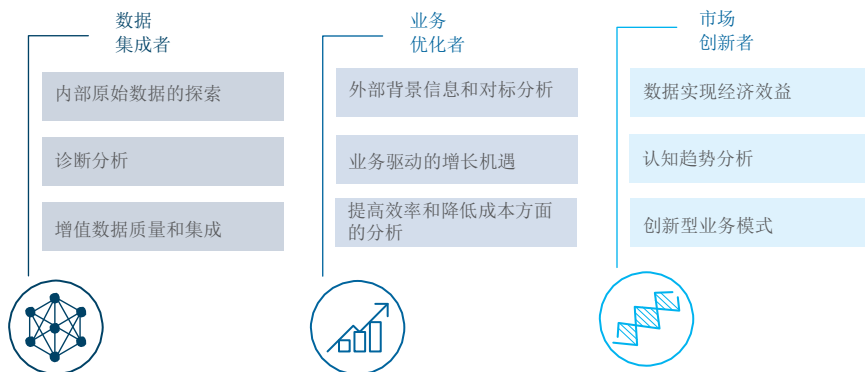 数据
集成者
内部原始数据的探索
诊断分析
增值数据质量和集成
业务
优化者
外部背景信息和对标分析
业务驱动的增长机遇
提高效率和降低成本方面
的分析
市场
创新者
数据实现经济效益
认知趋势分析
创新型业务模式